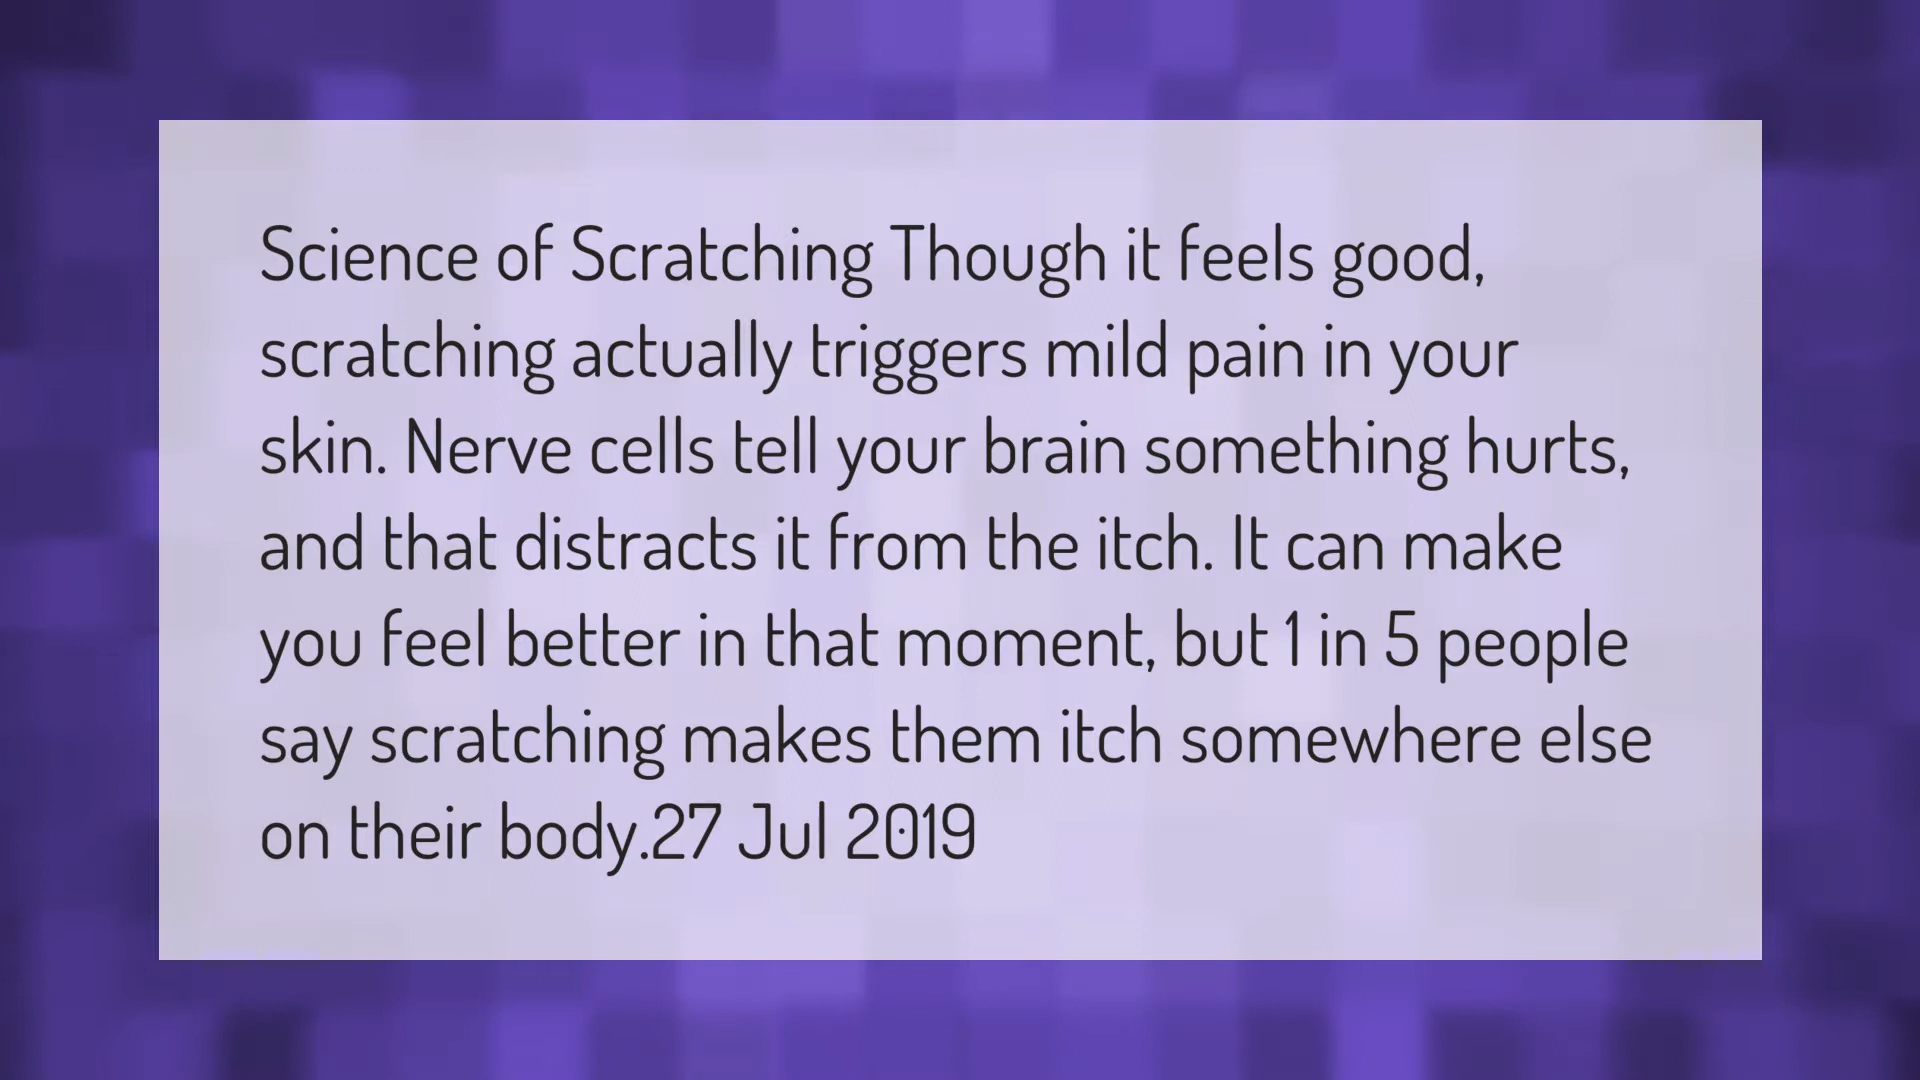 Science of Scratching Though it feels good,
scratching actually triggers mild pain in your
skin. Nerve cells tell your brain something hurts,
and that distracts it from the itch. It can make
you feel better in that moment, but 1 in 5 people
say scratching makes them itch somewhere else
on their body.27 Jul 2019